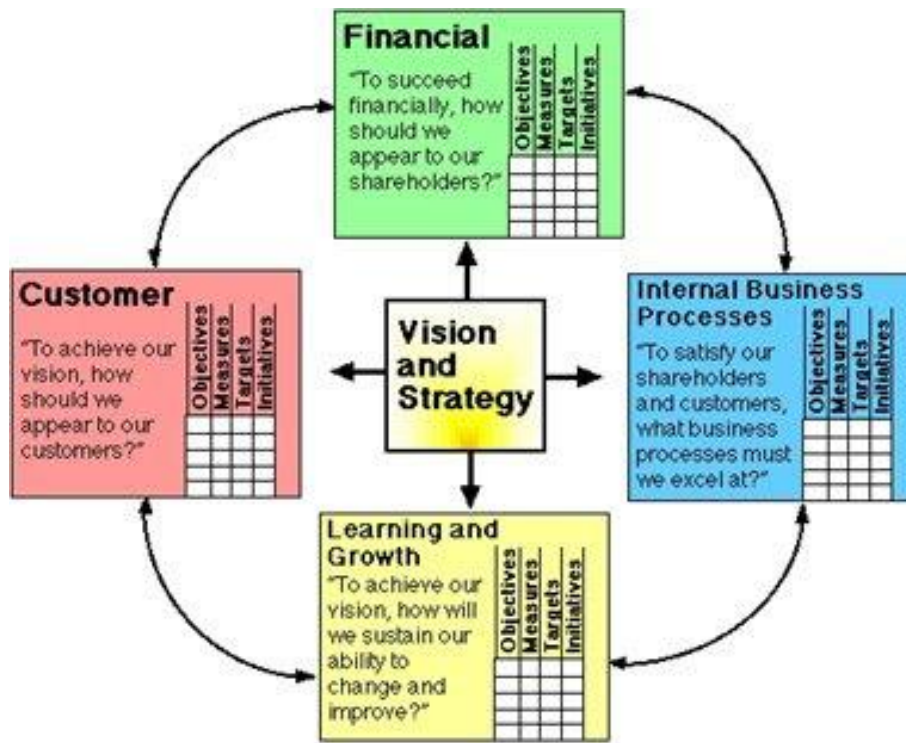 Financial
"To succeed
financially, how
should we
appear to our
shareholders?"
Objectives
Measures
Targets
Initiatives
Customer
"To achieve our
vision, how
should we
appear to our
customers?"
Objectives
Measures
Targets
Initiatives
Vision
and
Strategy
Internal Business
Processes
"To satisfy our
shareholders
and customers,
what business
processes must
we excel at?"
Objectives
Measures
Targets
Initiatives
Learning and
Growth
"To achieve our
vision, how will
we sustain our
ability to
change and
improve?"
Objectives
Measures
Targets
Initiatives